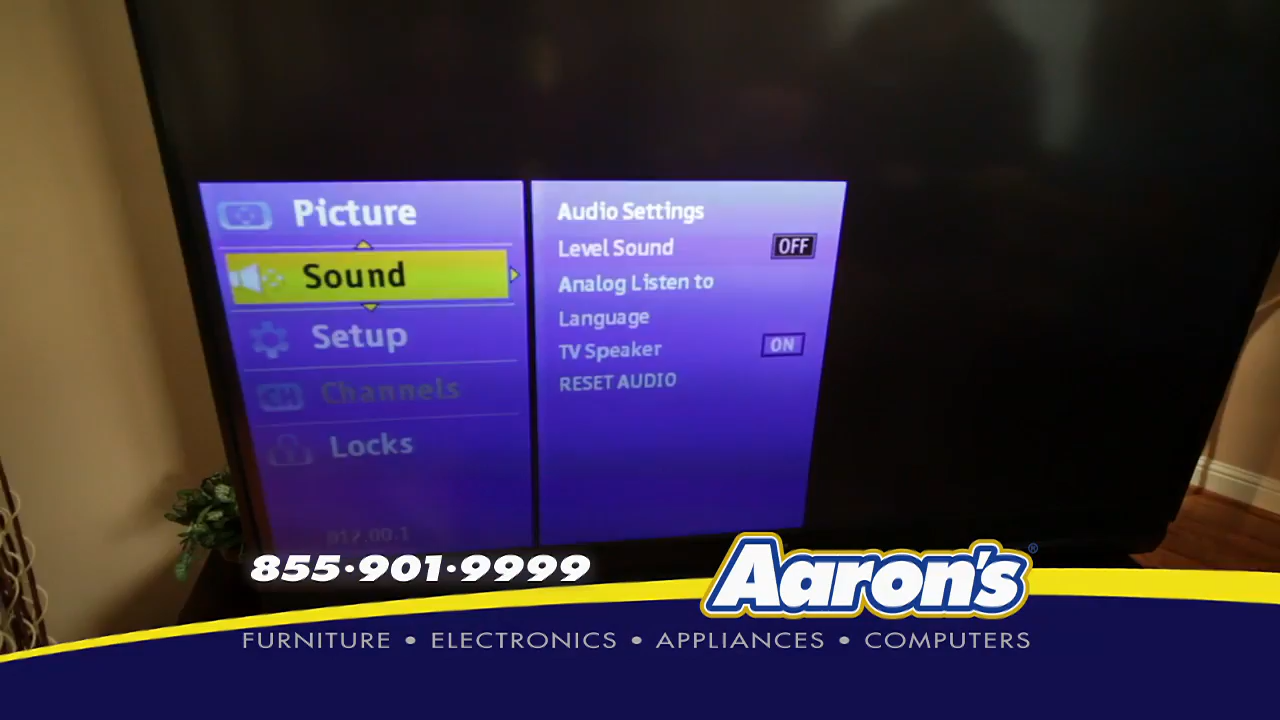 Picture
Sound
Setup
Channels
Locks
Audio Settings
Level Sound OFF
Analog Listen to
Language
TV Speaker ON
RESET AUDIO
855•901•9999
Aaron's®
FURNITURE • ELECTRONICS • APPLIANCES • COMPUTERS